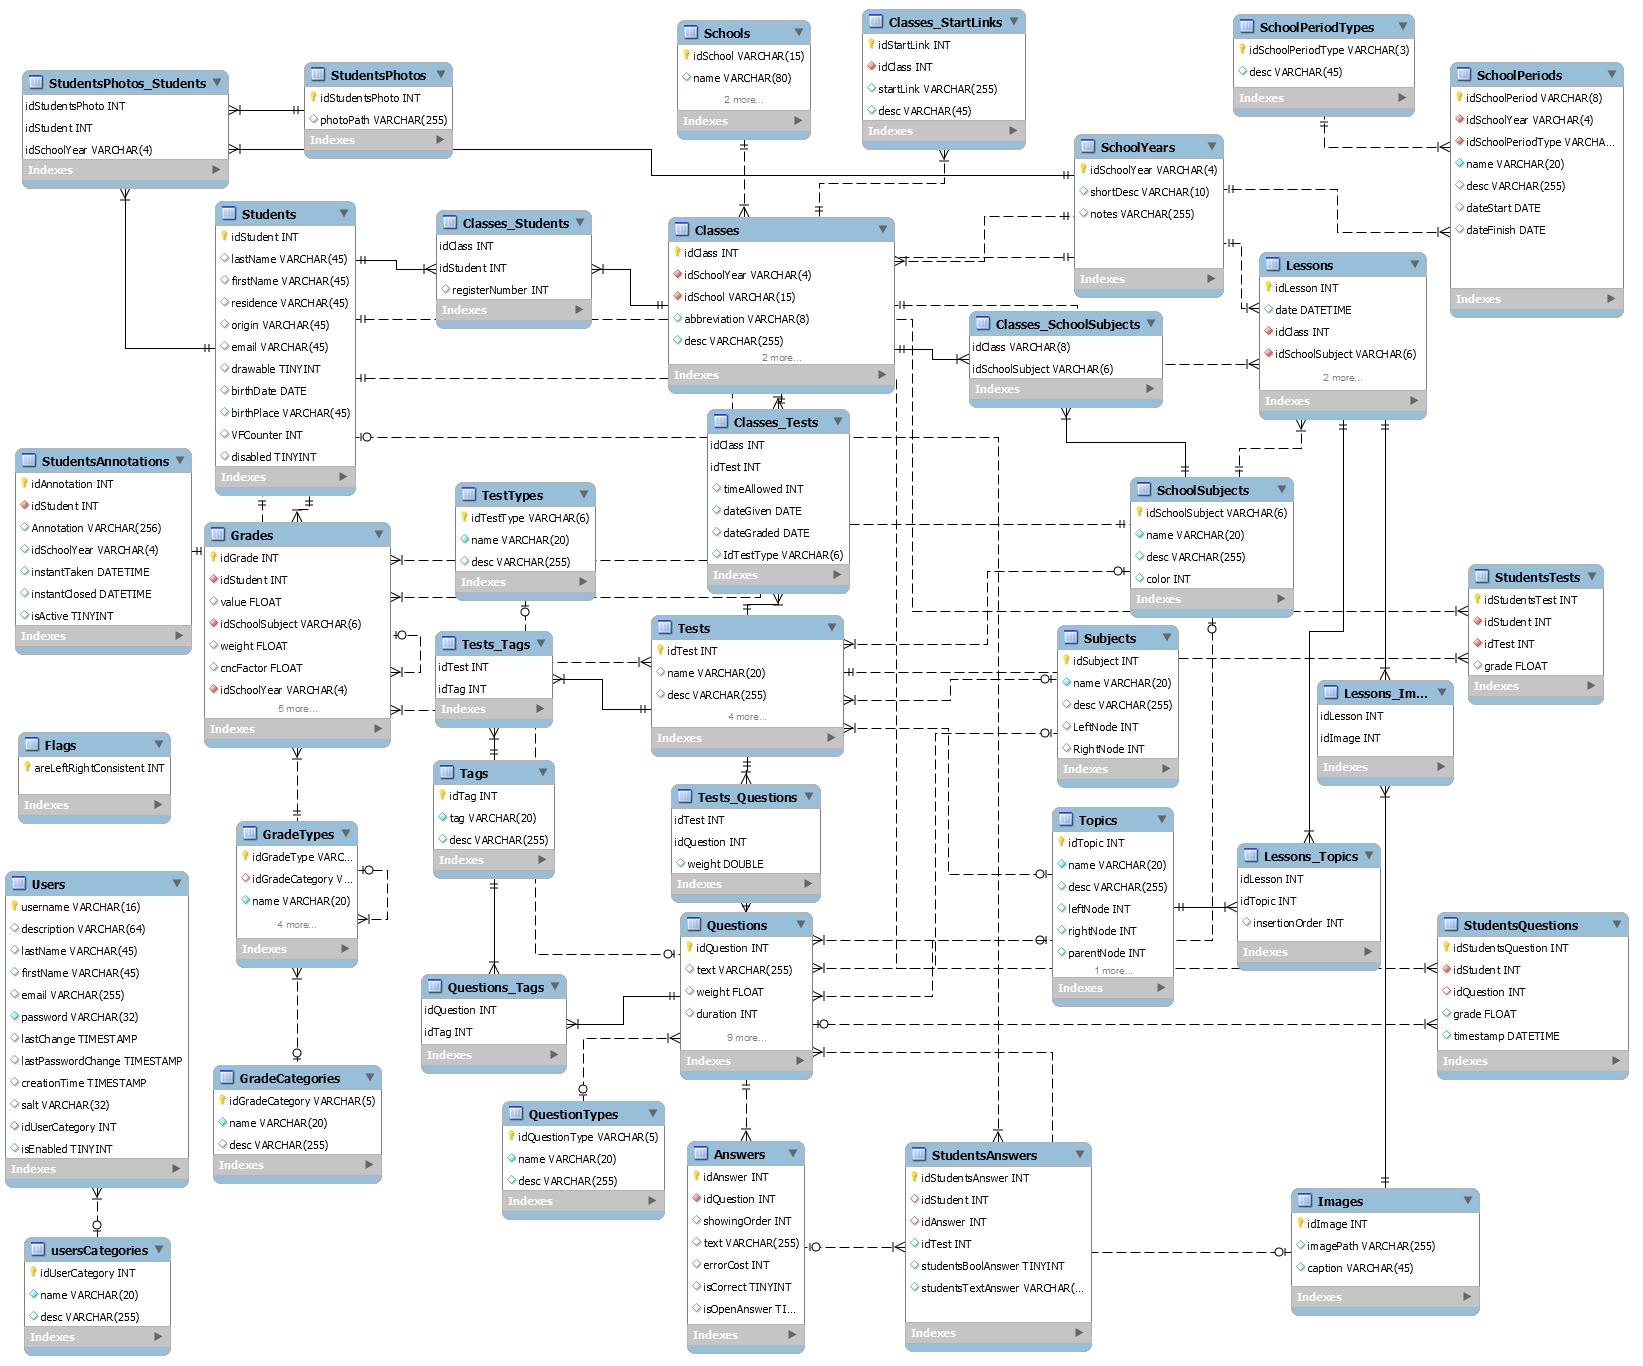 Schools
idSchool VARCHAR(15)
name VARCHAR(80)
2 more...
Indexes
Classes_StartLinks
idStartLink INT
idClass INT
startLink VARCHAR(255)
desc VARCHAR(45)
Indexes
SchoolPeriodTypes
idSchoolPeriodType VARCHAR(3)
desc VARCHAR(45)
Indexes
SchoolPeriods
idSchoolPeriod VARCHAR(8)
idSchoolYear VARCHAR(4)
idSchoolPeriodType VARCHA...
name VARCHAR(20)
desc VARCHAR(255)
dateStart DATE
dateFinish DATE
Indexes
StudentsPhotos_Students
idStudentsPhoto INT
idStudent INT
idSchoolYear VARCHAR(4)
Indexes
StudentsPhotos
idStudentsPhoto INT
photoPath VARCHAR(255)
Indexes
SchoolYears
idSchoolYear VARCHAR(4)
shortDesc VARCHAR(10)
notes VARCHAR(255)
Indexes
Students
idStudent INT
lastName VARCHAR(45)
firstName VARCHAR(45)
residence VARCHAR(45)
origin VARCHAR(45)
email VARCHAR(45)
drawable TINYINT
birthDate DATE
birthPlace VARCHAR(45)
VFCounter INT
disabled TINYINT
Indexes
Classes_Students
idClass INT
idStudent INT
registerNumber INT
Indexes
Classes
idClass INT
idSchoolYear VARCHAR(4)
idSchool VARCHAR(15)
abbreviation VARCHAR(8)
desc VARCHAR(255)
2 more...
Indexes
Lessons
idLesson INT
date DATETIME
idClass INT
idSchoolSubject VARCHAR(6)
2 more...
Indexes
Classes_SchoolSubjects
idClass VARCHAR(8)
idSchoolSubject VARCHAR(6)
Indexes
Classes_Tests
idClass INT
idTest INT
timeAllowed INT
dateGiven DATE
dateGraded DATE
IdTestType VARCHAR(6)
Indexes
StudentsAnnotations
idAnnotation INT
idStudent INT
Annotation VARCHAR(256)
idSchoolYear VARCHAR(4)
instantTaken DATETIME
instantClosed DATETIME
isActive TINYINT
Indexes
TestTypes
idTestType VARCHAR(6)
name VARCHAR(20)
desc VARCHAR(255)
Indexes
SchoolSubjects
idSchoolSubject VARCHAR(6)
name VARCHAR(20)
desc VARCHAR(255)
color INT
Indexes
Grades
idGrade INT
idStudent INT
value FLOAT
idSchoolSubject VARCHAR(6)
weight FLOAT
cncFactor FLOAT
idSchoolYear VARCHAR(4)
5 more...
Indexes
StudentsTests
idStudentsTest INT
idStudent INT
idTest INT
grade FLOAT
Indexes
Tests_Tags
idTest INT
idTag INT
Indexes
Tests
idTest INT
name VARCHAR(20)
desc VARCHAR(255)
4 more...
Indexes
Subjects
idSubject INT
name VARCHAR(20)
desc VARCHAR(255)
LeftNode INT
RightNode INT
Indexes
Lessons_Im...
idLesson INT
idImage INT
Indexes
Flags
areLeftRightConsistent INT
Indexes
Tags
idTag INT
tag VARCHAR(20)
desc VARCHAR(255)
Indexes
Tests_Questions
idTest INT
idQuestion INT
weight DOUBLE
Indexes
Topics
idTopic INT
name VARCHAR(20)
desc VARCHAR(255)
leftNode INT
rightNode INT
parentNode INT
1 more...
Indexes
GradeTypes
idGradeType VARC...
idGradeCategory V...
name VARCHAR(20)
4 more...
Indexes
Lessons_Topics
idLesson INT
idTopic INT
insertionOrder INT
Indexes
Users
username VARCHAR(16)
description VARCHAR(64)
lastName VARCHAR(45)
firstName VARCHAR(45)
email VARCHAR(255)
password VARCHAR(32)
lastChange TIMESTAMP
lastPasswordChange TIMESTAMP
creationTime TIMESTAMP
salt VARCHAR(32)
idUserCategory INT
isEnabled TINYINT
Indexes
Questions
idQuestion INT
text VARCHAR(255)
weight FLOAT
duration INT
9 more...
Indexes
StudentsQuestions
idStudentsQuestion INT
idStudent INT
idQuestion INT
grade FLOAT
timestamp DATETIME
Indexes
Questions_Tags
idQuestion INT
idTag INT
Indexes
GradeCategories
idGradeCategory VARCHAR(5)
name VARCHAR(20)
desc VARCHAR(255)
Indexes
QuestionTypes
idQuestionType VARCHAR(5)
name VARCHAR(20)
desc VARCHAR(255)
Indexes
Answers
idAnswer INT
idQuestion INT
showingOrder INT
text VARCHAR(255)
errorCost INT
isCorrect TINYINT
isOpenAnswer TI...
Indexes
StudentsAnswers
idStudentsAnswer INT
idStudent INT
idAnswer INT
idTest INT
studentsBoolAnswer TINYINT
studentsTextAnswer VARCHAR(...
Indexes
Images
idImage INT
imagePath VARCHAR(255)
caption VARCHAR(45)
Indexes
usersCategories
idUserCategory INT
name VARCHAR(20)
desc VARCHAR(255)
Indexes